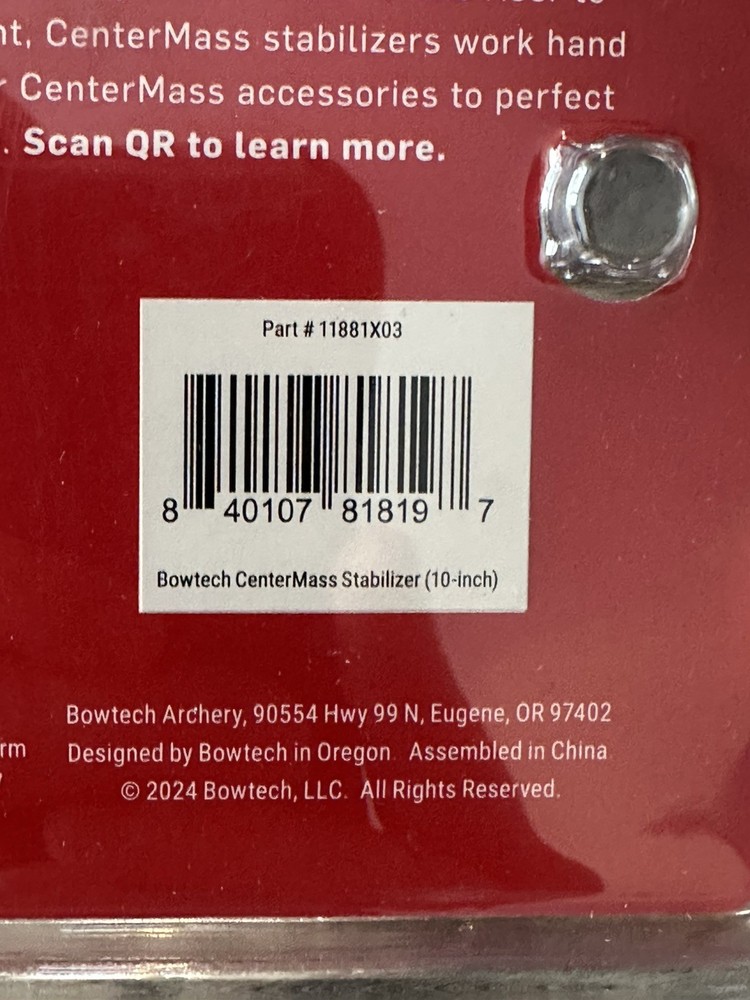 nt, CenterMass stabilizers work hand
r CenterMass accessories to perfect
. Scan QR to learn more.
Part # 11881X03
8 40107 81819 7
Bowtech CenterMass Stabilizer (10-inch)
Bowtech Archery, 90554 Hwy 99 N, Eugene, OR 97402
rm Designed by Bowtech in Oregon. Assembled in China.
© 2024 Bowtech, LLC. All Rights Reserved.